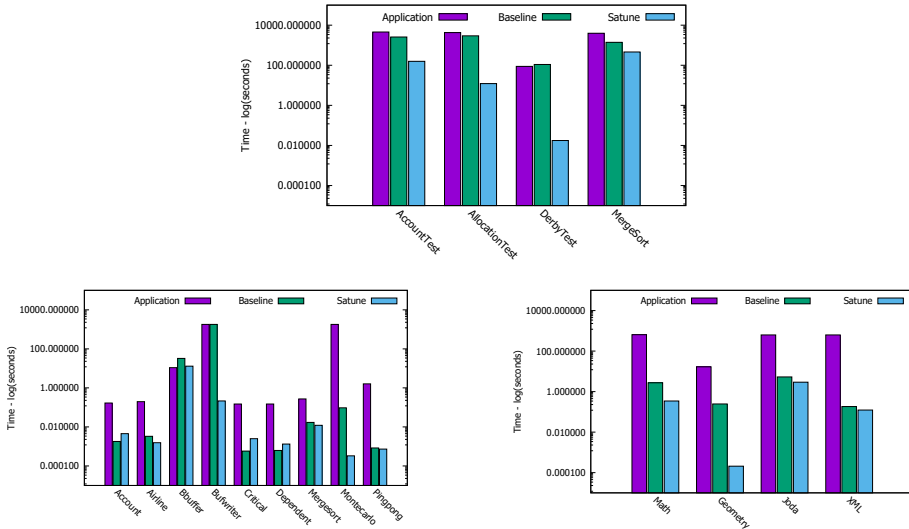 Application Baseline Satune
10000.000000
100.000000
1.000000
0.010000
0.000100
Time - log(seconds)
AccountTest
AllocationTest
DerbyTest
MergeSort
Application Baseline Satune
10000.000000
100.000000
1.000000
0.010000
0.000100
Time - log(seconds)
Account
Airline
Bbuffer
Bufwriter
Critical
Dependent
Mergesort
Montecarlo
Pingpong
Application Baseline Satune
10000.000000
100.000000
1.000000
0.010000
0.000100
Time - log(seconds)
Math
Geometry
Joda
XML